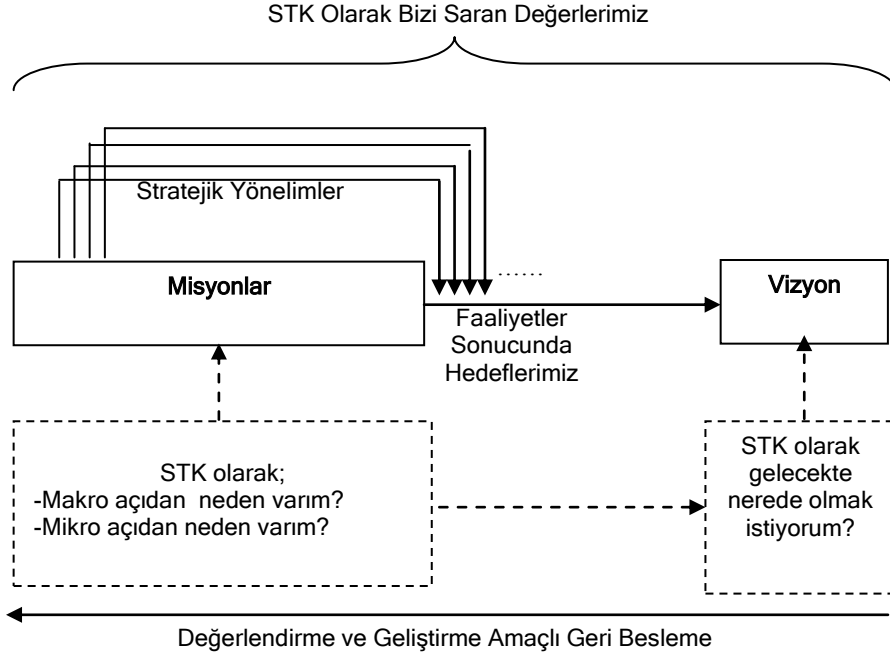 STK Olarak Bizi Saran Değerlerimiz
Stratejik Yönelimler
......
Misyonlar
Vizyon
Faaliyetler
Sonucunda
Hedeflerimiz
STK olarak;
-Makro açıdan  neden varım?
-Mikro açıdan neden varım?
STK olarak
gelecekte
nerede olmak
istiyorum?
Değerlendirme ve Geliştirme Amaçlı Geri Besleme